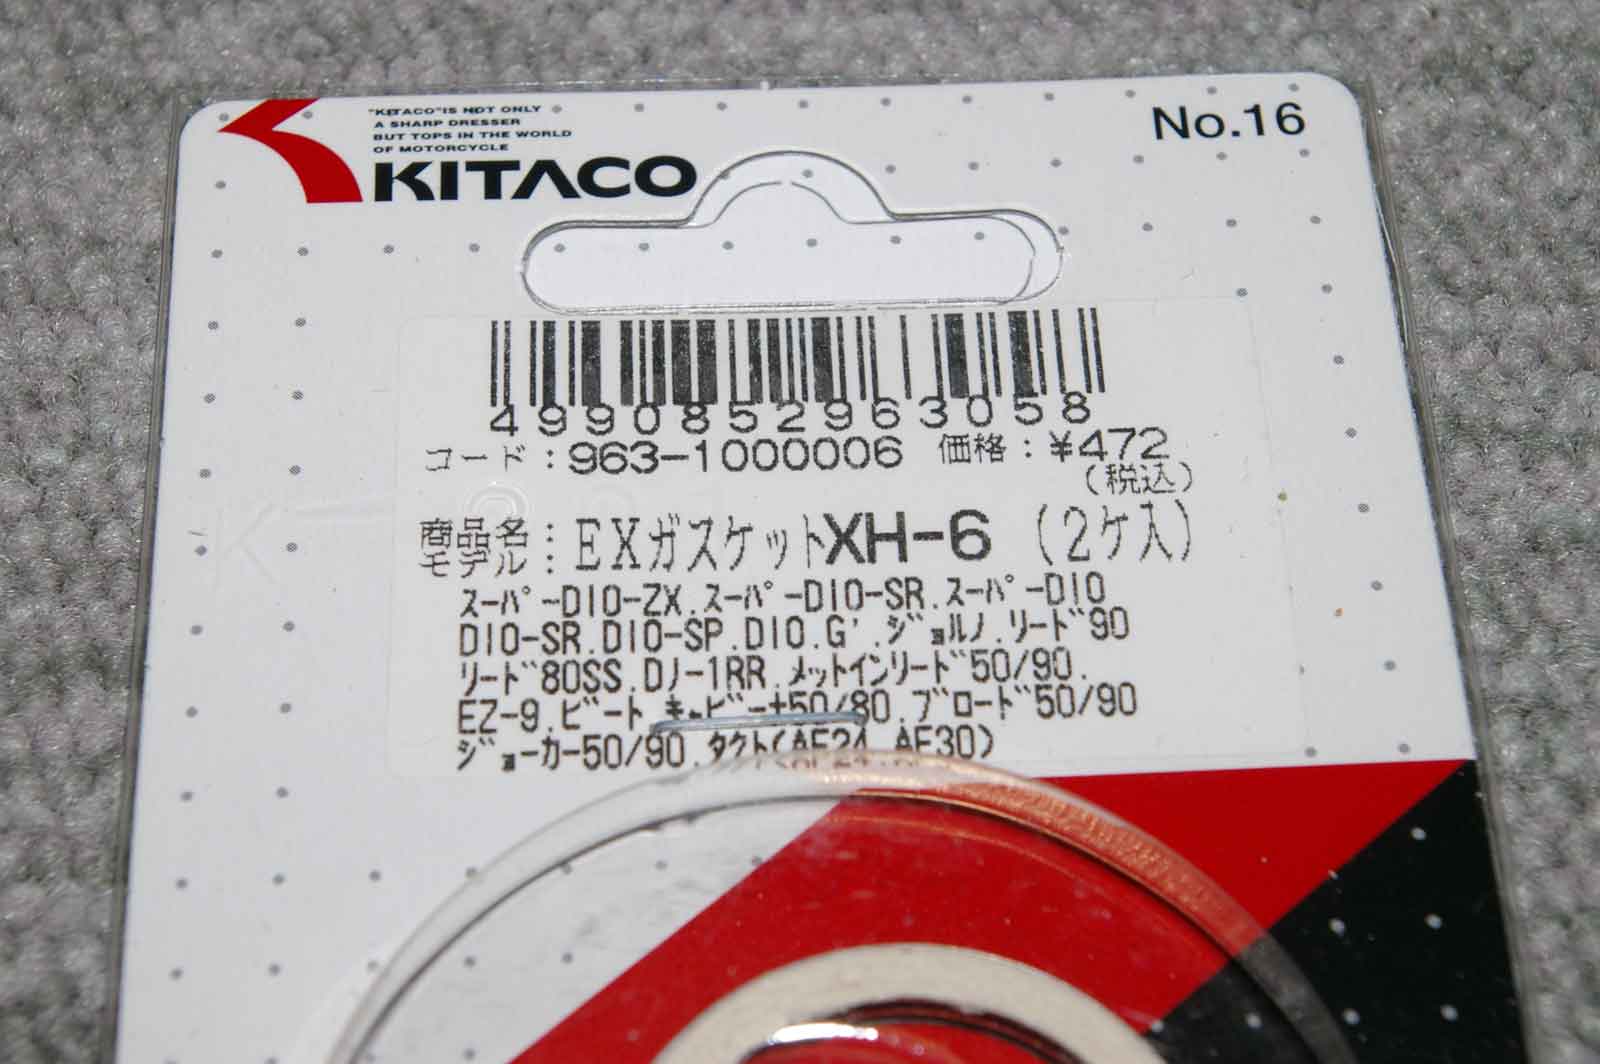 "KITACO" IS NOT ONLY
A SHARP DRESSER
BUT TOPS IN THE WORLD
OF MOTORCYCLE
KITACO
No.16
4990852963058
コード:963-1000006 価格:¥472
(税込)
商品名:EXガスケットXH-6 (2ケ入)
モデル:
スーパーDIO-ZX.スーパーDIO-SR.スーパーDIO
DIO-SR.DIO-SP.DIO.G'.ジョルノ.リード90
リード80SS.DJ-1RR.メットインリード50/90.
EZ-9.ビート.キャビーナ50/80.ブロード50/90
ジョーカー50/90.タクト(AF24.AF30)